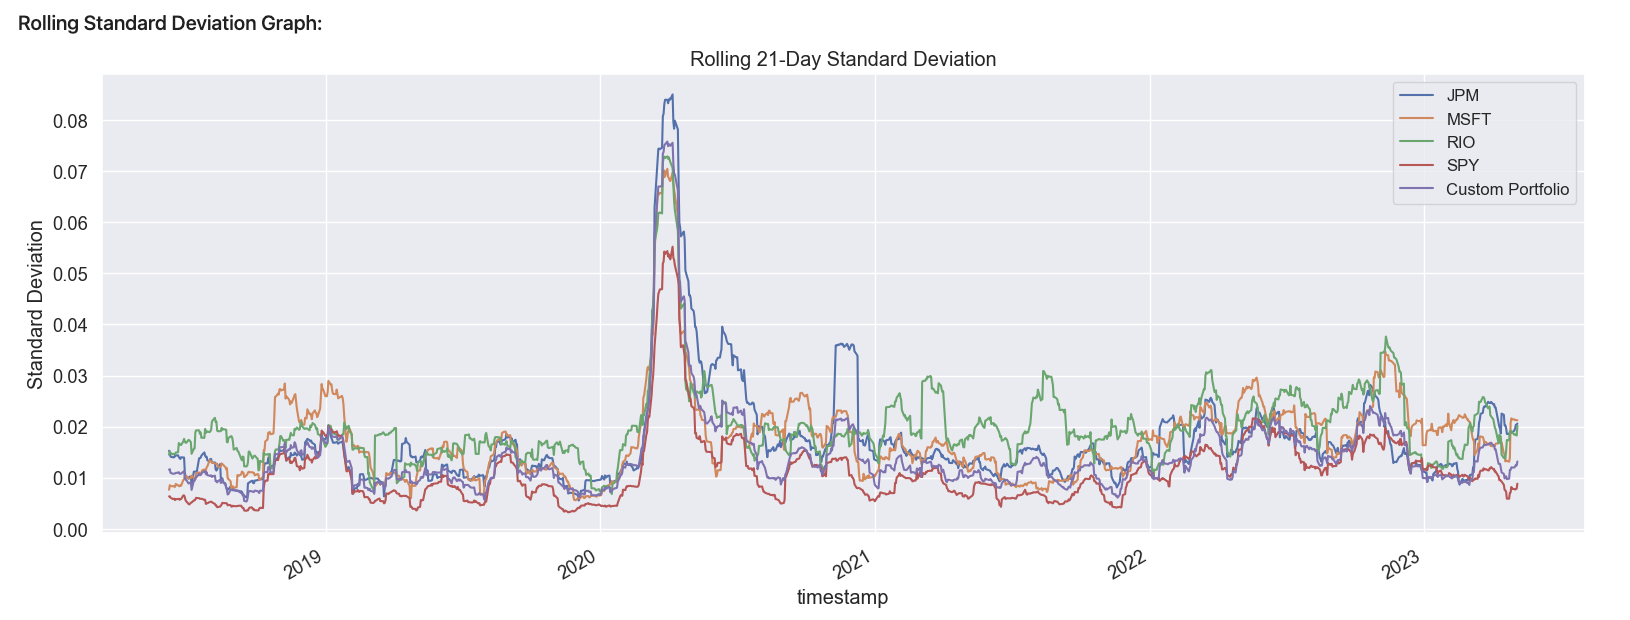 Rolling Standard Deviation Graph:
Rolling 21-Day Standard Deviation
JPM
MSFT
RIO
SPY
Custom Portfolio
Standard Deviation
0.08
0.07
0.06
0.05
0.04
0.03
0.02
0.01
0.00
2019
2020
2021
2022
2023
timestamp